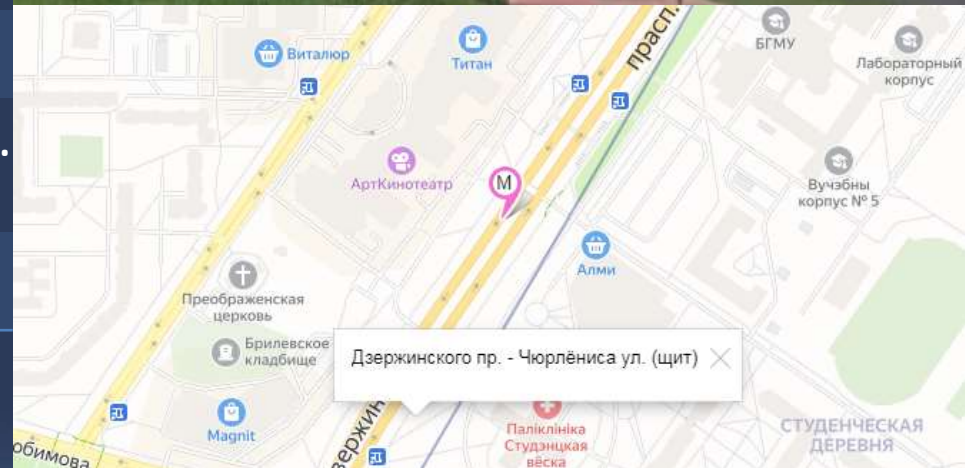 прасп.
БГМУ
Лабораторный
корпус
Виталюр
Титан
АртКинотеатр
М
Вучэбны
корпус № 5
Алми
Преображенская
церковь
Брилевское
кладбище
Дзержинского пр. - Чюрлёниса ул. (щит)
Magnit
Паліклініка
Студэнцкая
вёска
СТУДЕНЧЕСКАЯ
ДЕРЕВНЯ